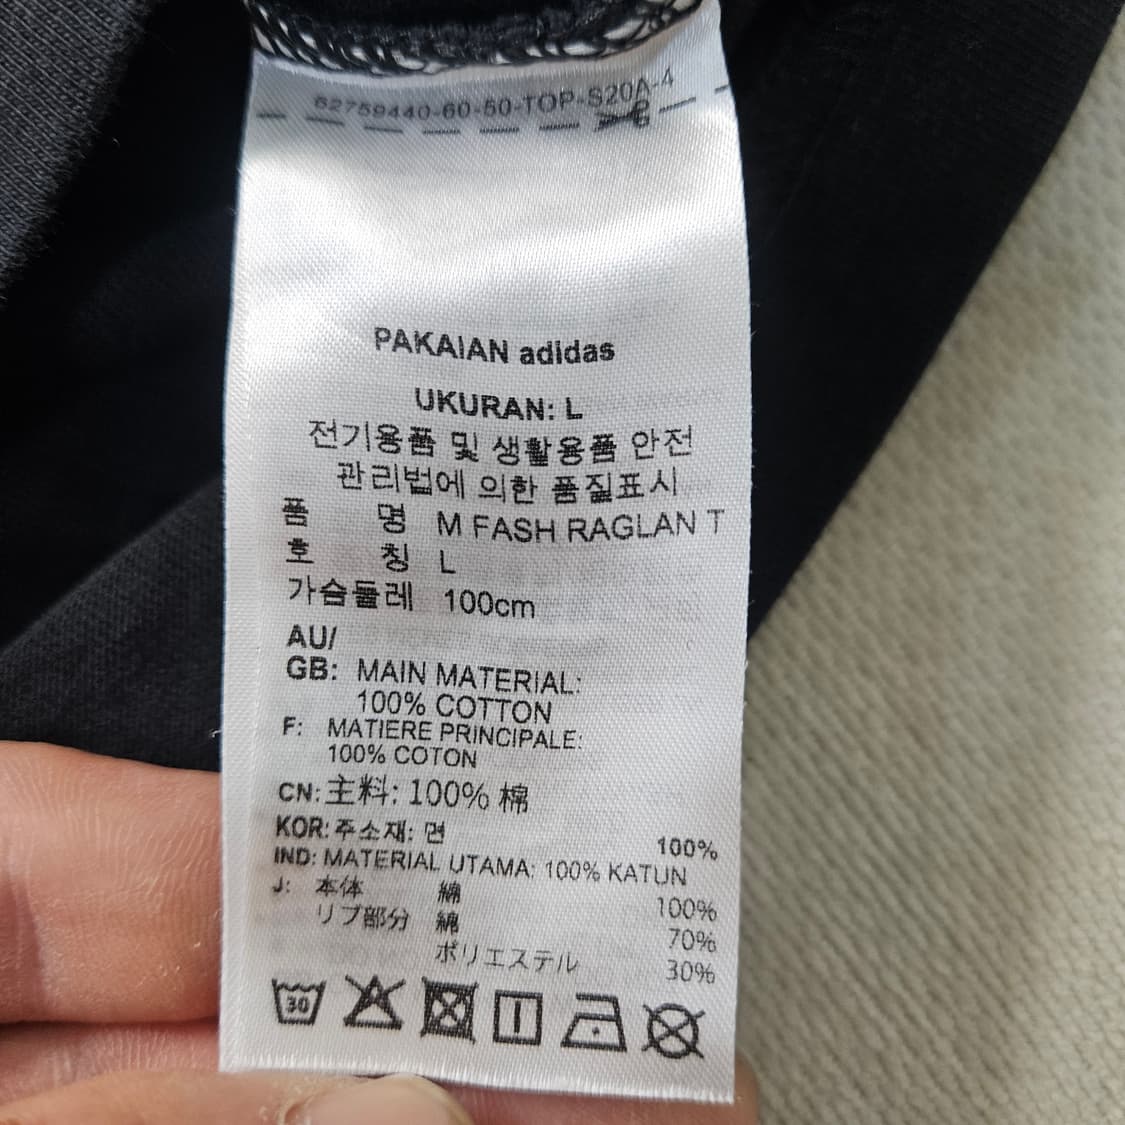 62759440-60-50-TOP-S20A-4
PAKAIAN adidas
UKURAN: L
전기용품 및 생활용품 안전
관리법에 의한 품질표시
품 명 M FASH RAGLAN T
호 칭 L
가슴둘레 100cm
AU/
GB: MAIN MATERIAL:
100% COTTON
F: MATIERE PRINCIPALE:
100% COTON
CN: 主料: 100% 棉
KOR: 주소재: 면 100%
IND: MATERIAL UTAMA: 100% KATUN
J: 本体 綿 100%
リブ部分 綿 70%
ポリエステル 30%
30